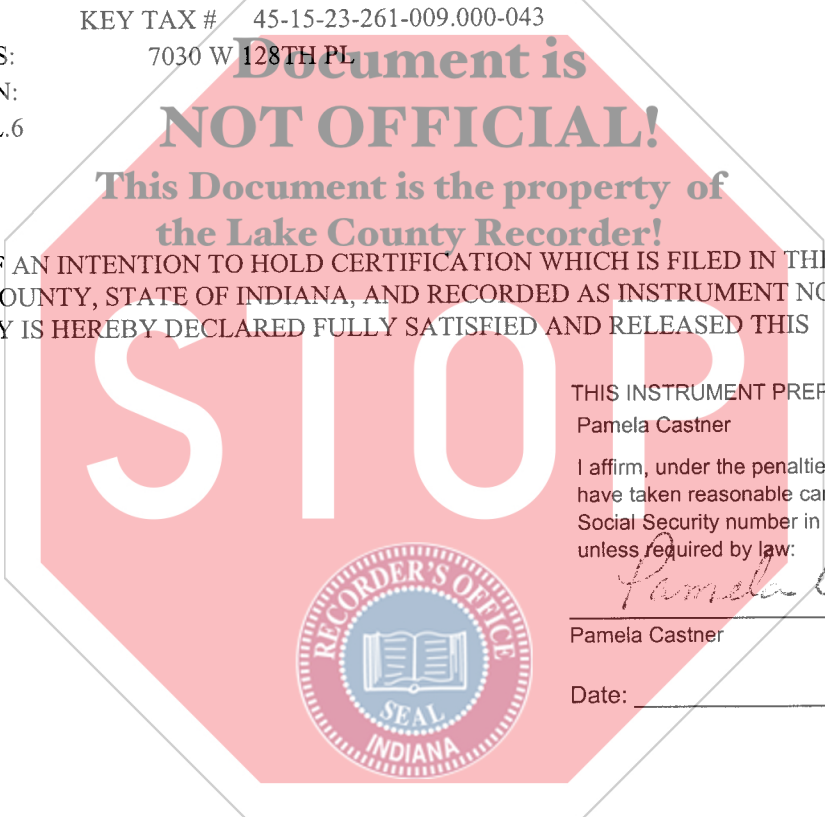 KEY TAX # 45-15-23-261-009.000-043
S: 7030 W 128TH PL
N:
L.6
Document is
NOT OFFICIAL!
This Document is the property of
the Lake County Recorder!
F AN INTENTION TO HOLD CERTIFICATION WHICH IS FILED IN THE
OUNTY, STATE OF INDIANA, AND RECORDED AS INSTRUMENT NO
Y IS HEREBY DECLARED FULLY SATISFIED AND RELEASED THIS
STOP
THIS INSTRUMENT PREP
Pamela Castner
I affirm, under the penaltie
have taken reasonable car
Social Security number in
unless required by law:
Pamela C
Pamela Castner
Date:
RECORDER'S OFFICE
SEAL
INDIANA